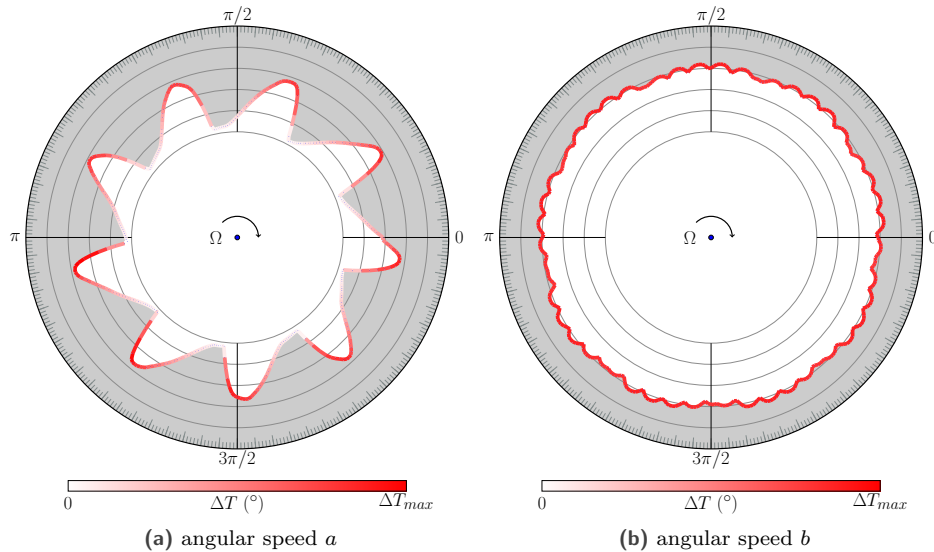 π/2
π
Ω
0
3π/2
0
ΔT (°)
ΔTmax
(a) angular speed a
π/2
π
Ω
0
3π/2
0
ΔT (°)
ΔTmax
(b) angular speed b